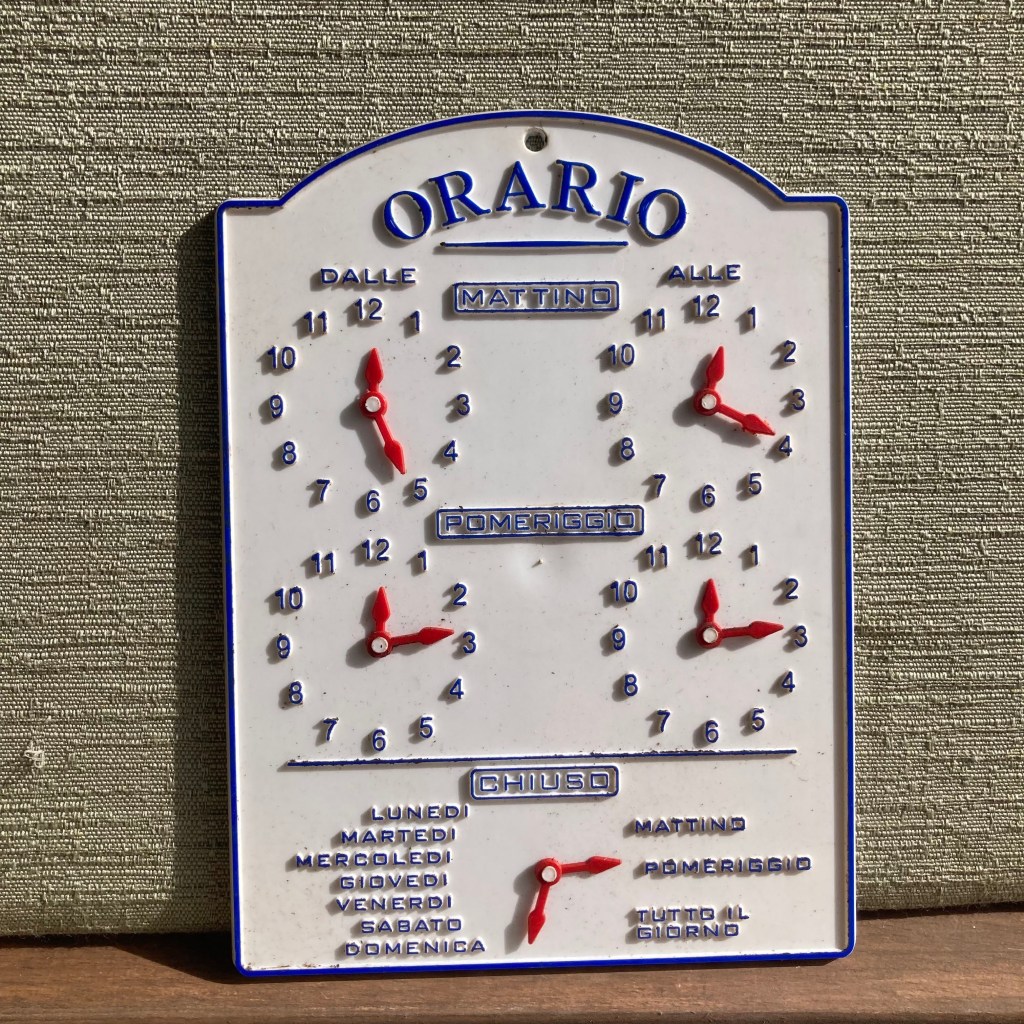 ORARIO
DALLE
MATTINO
ALLE
12
11 1
10 2
9 3
8 4
7 5
6
12
11 1
10 2
9 3
8 4
7 5
6
POMERIGGIO
12
11 1
10 2
9 3
8 4
7 5
6
12
11 1
10 2
9 3
8 4
7 5
6
CHIUSO
LUNEDI
MARTEDI
MERCOLEDI
GIOVEDI
VENERDI
SABATO
DOMENICA
MATTINO
POMERIGGIO
TUTTO IL
GIORNO